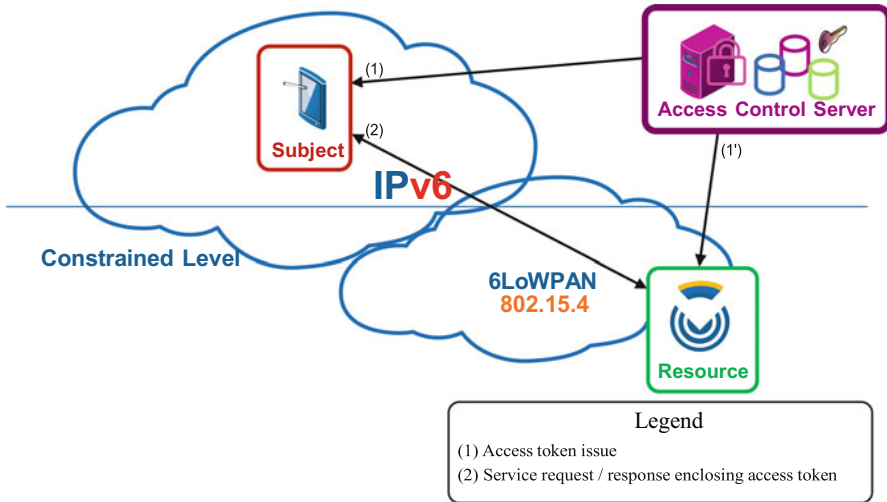 (1)
Access Control Server
(2)
Subject
(1')
IPv6
Constrained Level
6LoWPAN
802.15.4
Resource
Legend
(1) Access token issue
(2) Service request / response enclosing access token